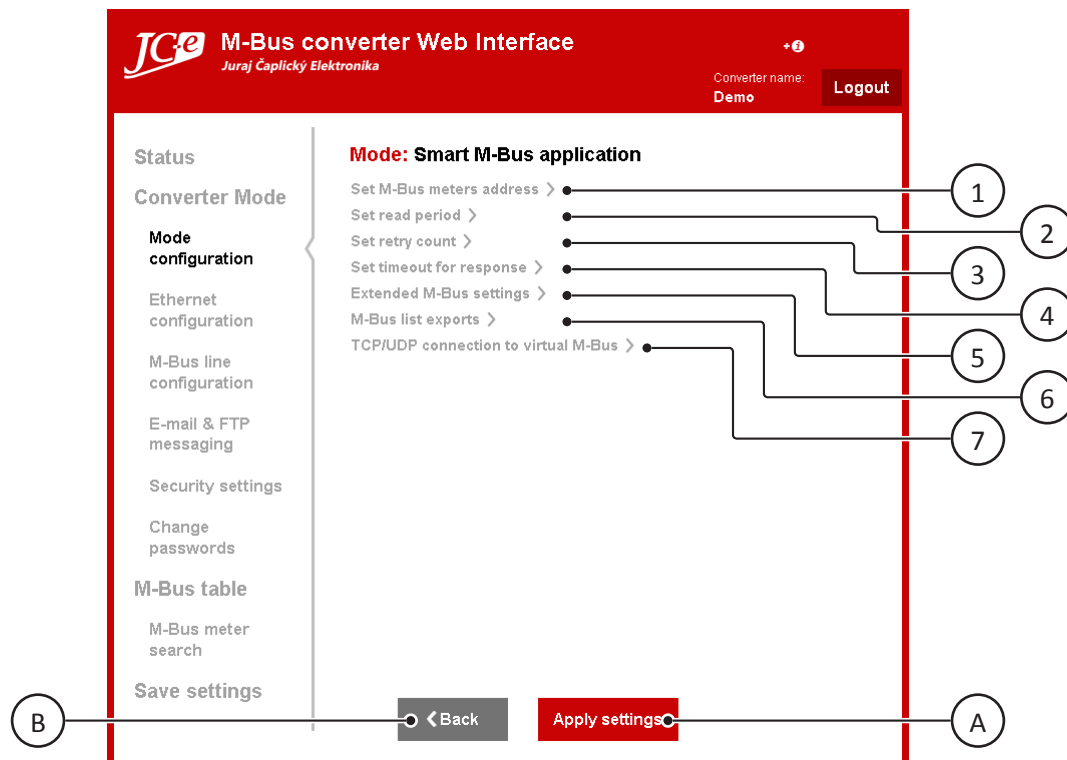 JC-e M-Bus converter Web Interface
Juraj Čaplický Elektronika
+i
Converter name:
Demo
Logout
Status
Converter Mode
Mode
configuration
Ethernet
configuration
M-Bus line
configuration
E-mail & FTP
messaging
Security settings
Change
passwords
M-Bus table
M-Bus meter
search
Save settings
Mode: Smart M-Bus application
Set M-Bus meters address >
Set read period >
Set retry count >
Set timeout for response >
Extended M-Bus settings >
M-Bus list exports >
TCP/UDP connection to virtual M-Bus >
1
2
3
4
5
6
7
B
< Back
Apply settings
A